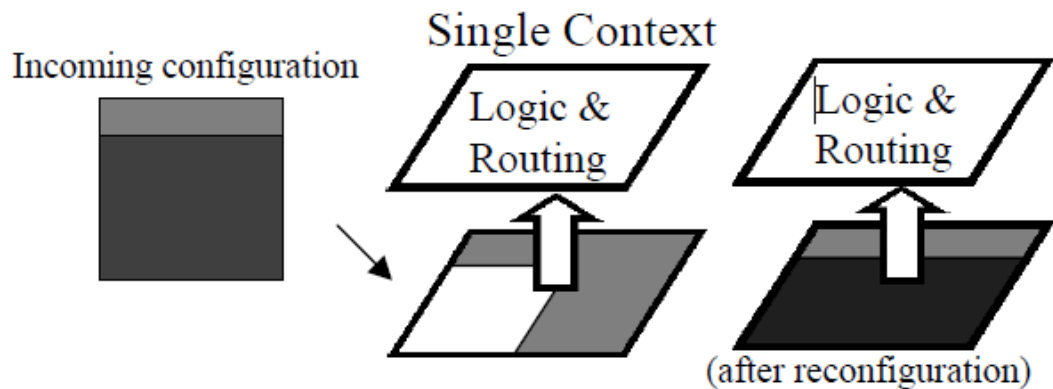 Single Context
Incoming configuration
Logic &
Routing
Logic &
Routing
(after reconfiguration)